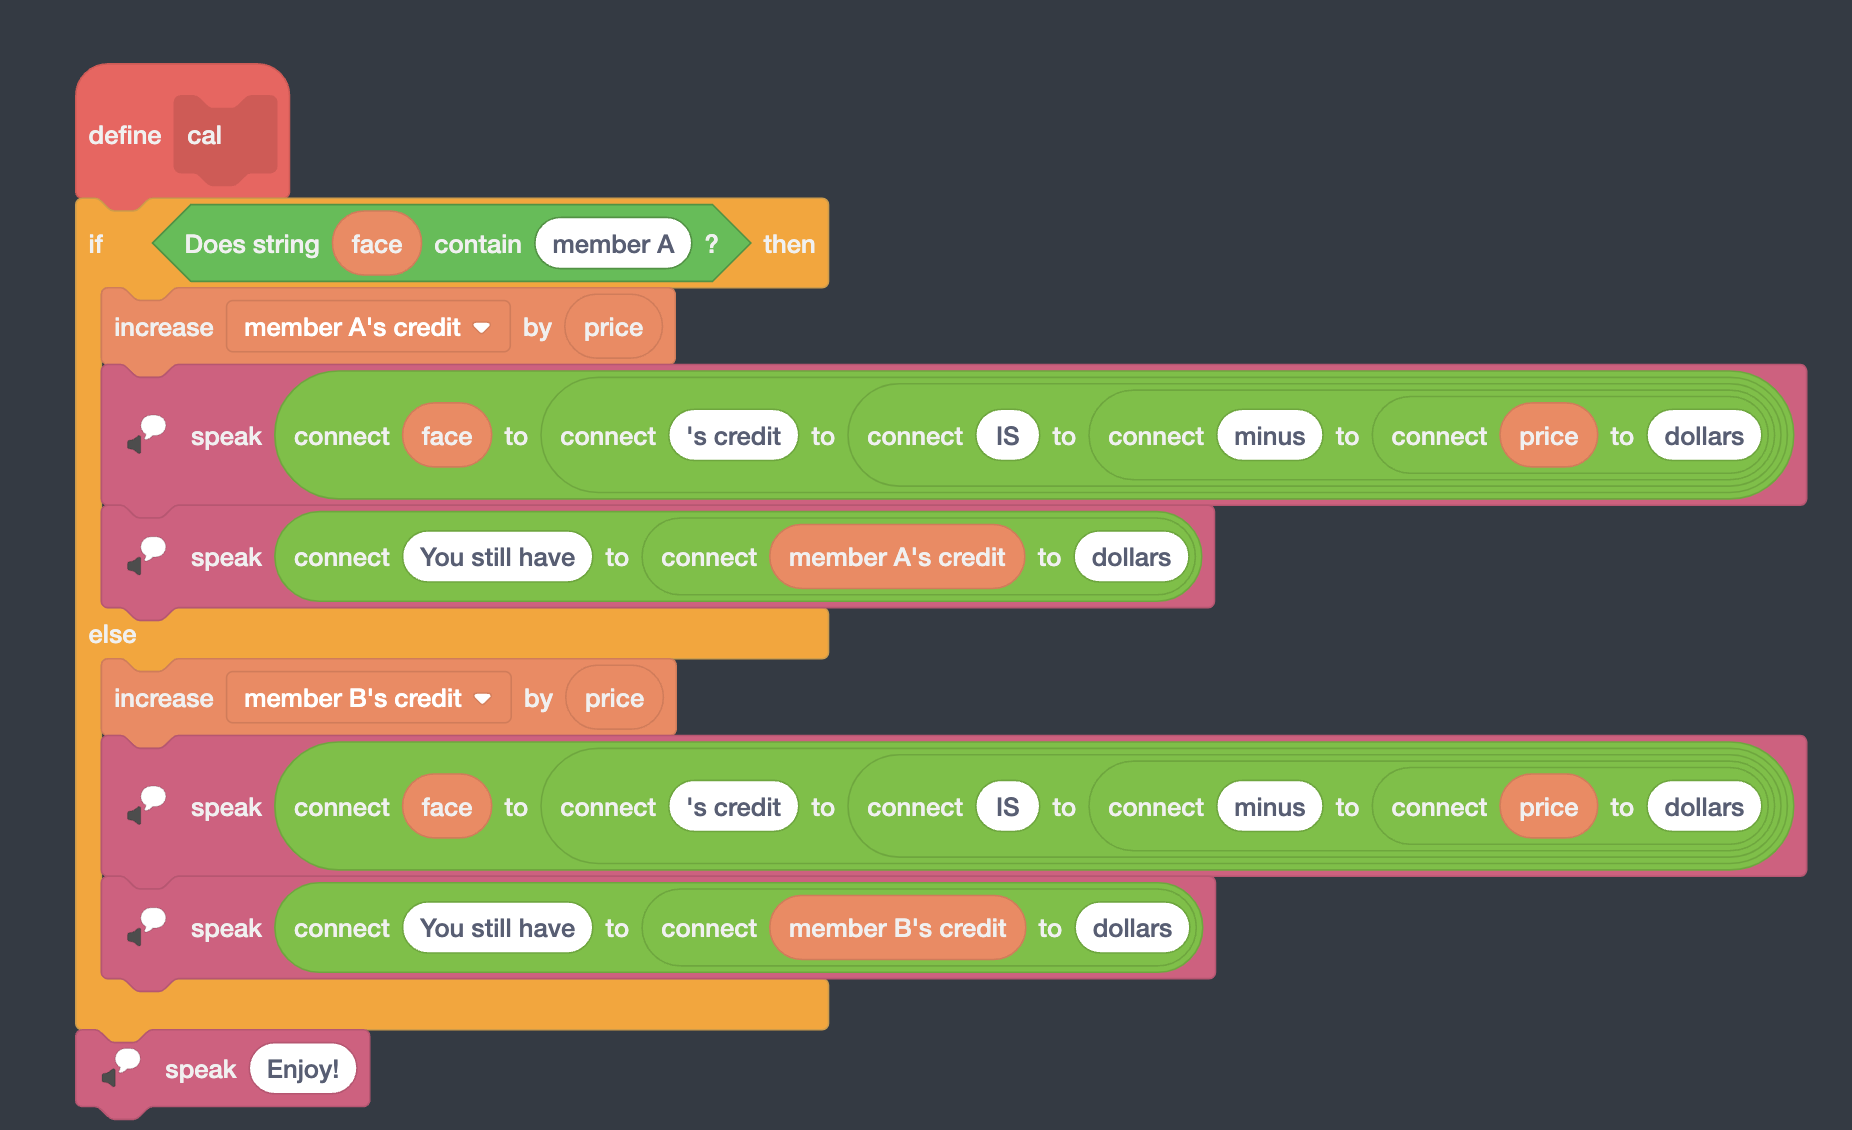 define cal
if Does string face contain member A ? then
increase member A's credit by price
speak connect face to connect 's credit to connect IS to connect minus to connect price to dollars
speak connect You still have to connect member A's credit to dollars
else
increase member B's credit by price
speak connect face to connect 's credit to connect IS to connect minus to connect price to dollars
speak connect You still have to connect member B's credit to dollars
speak Enjoy!